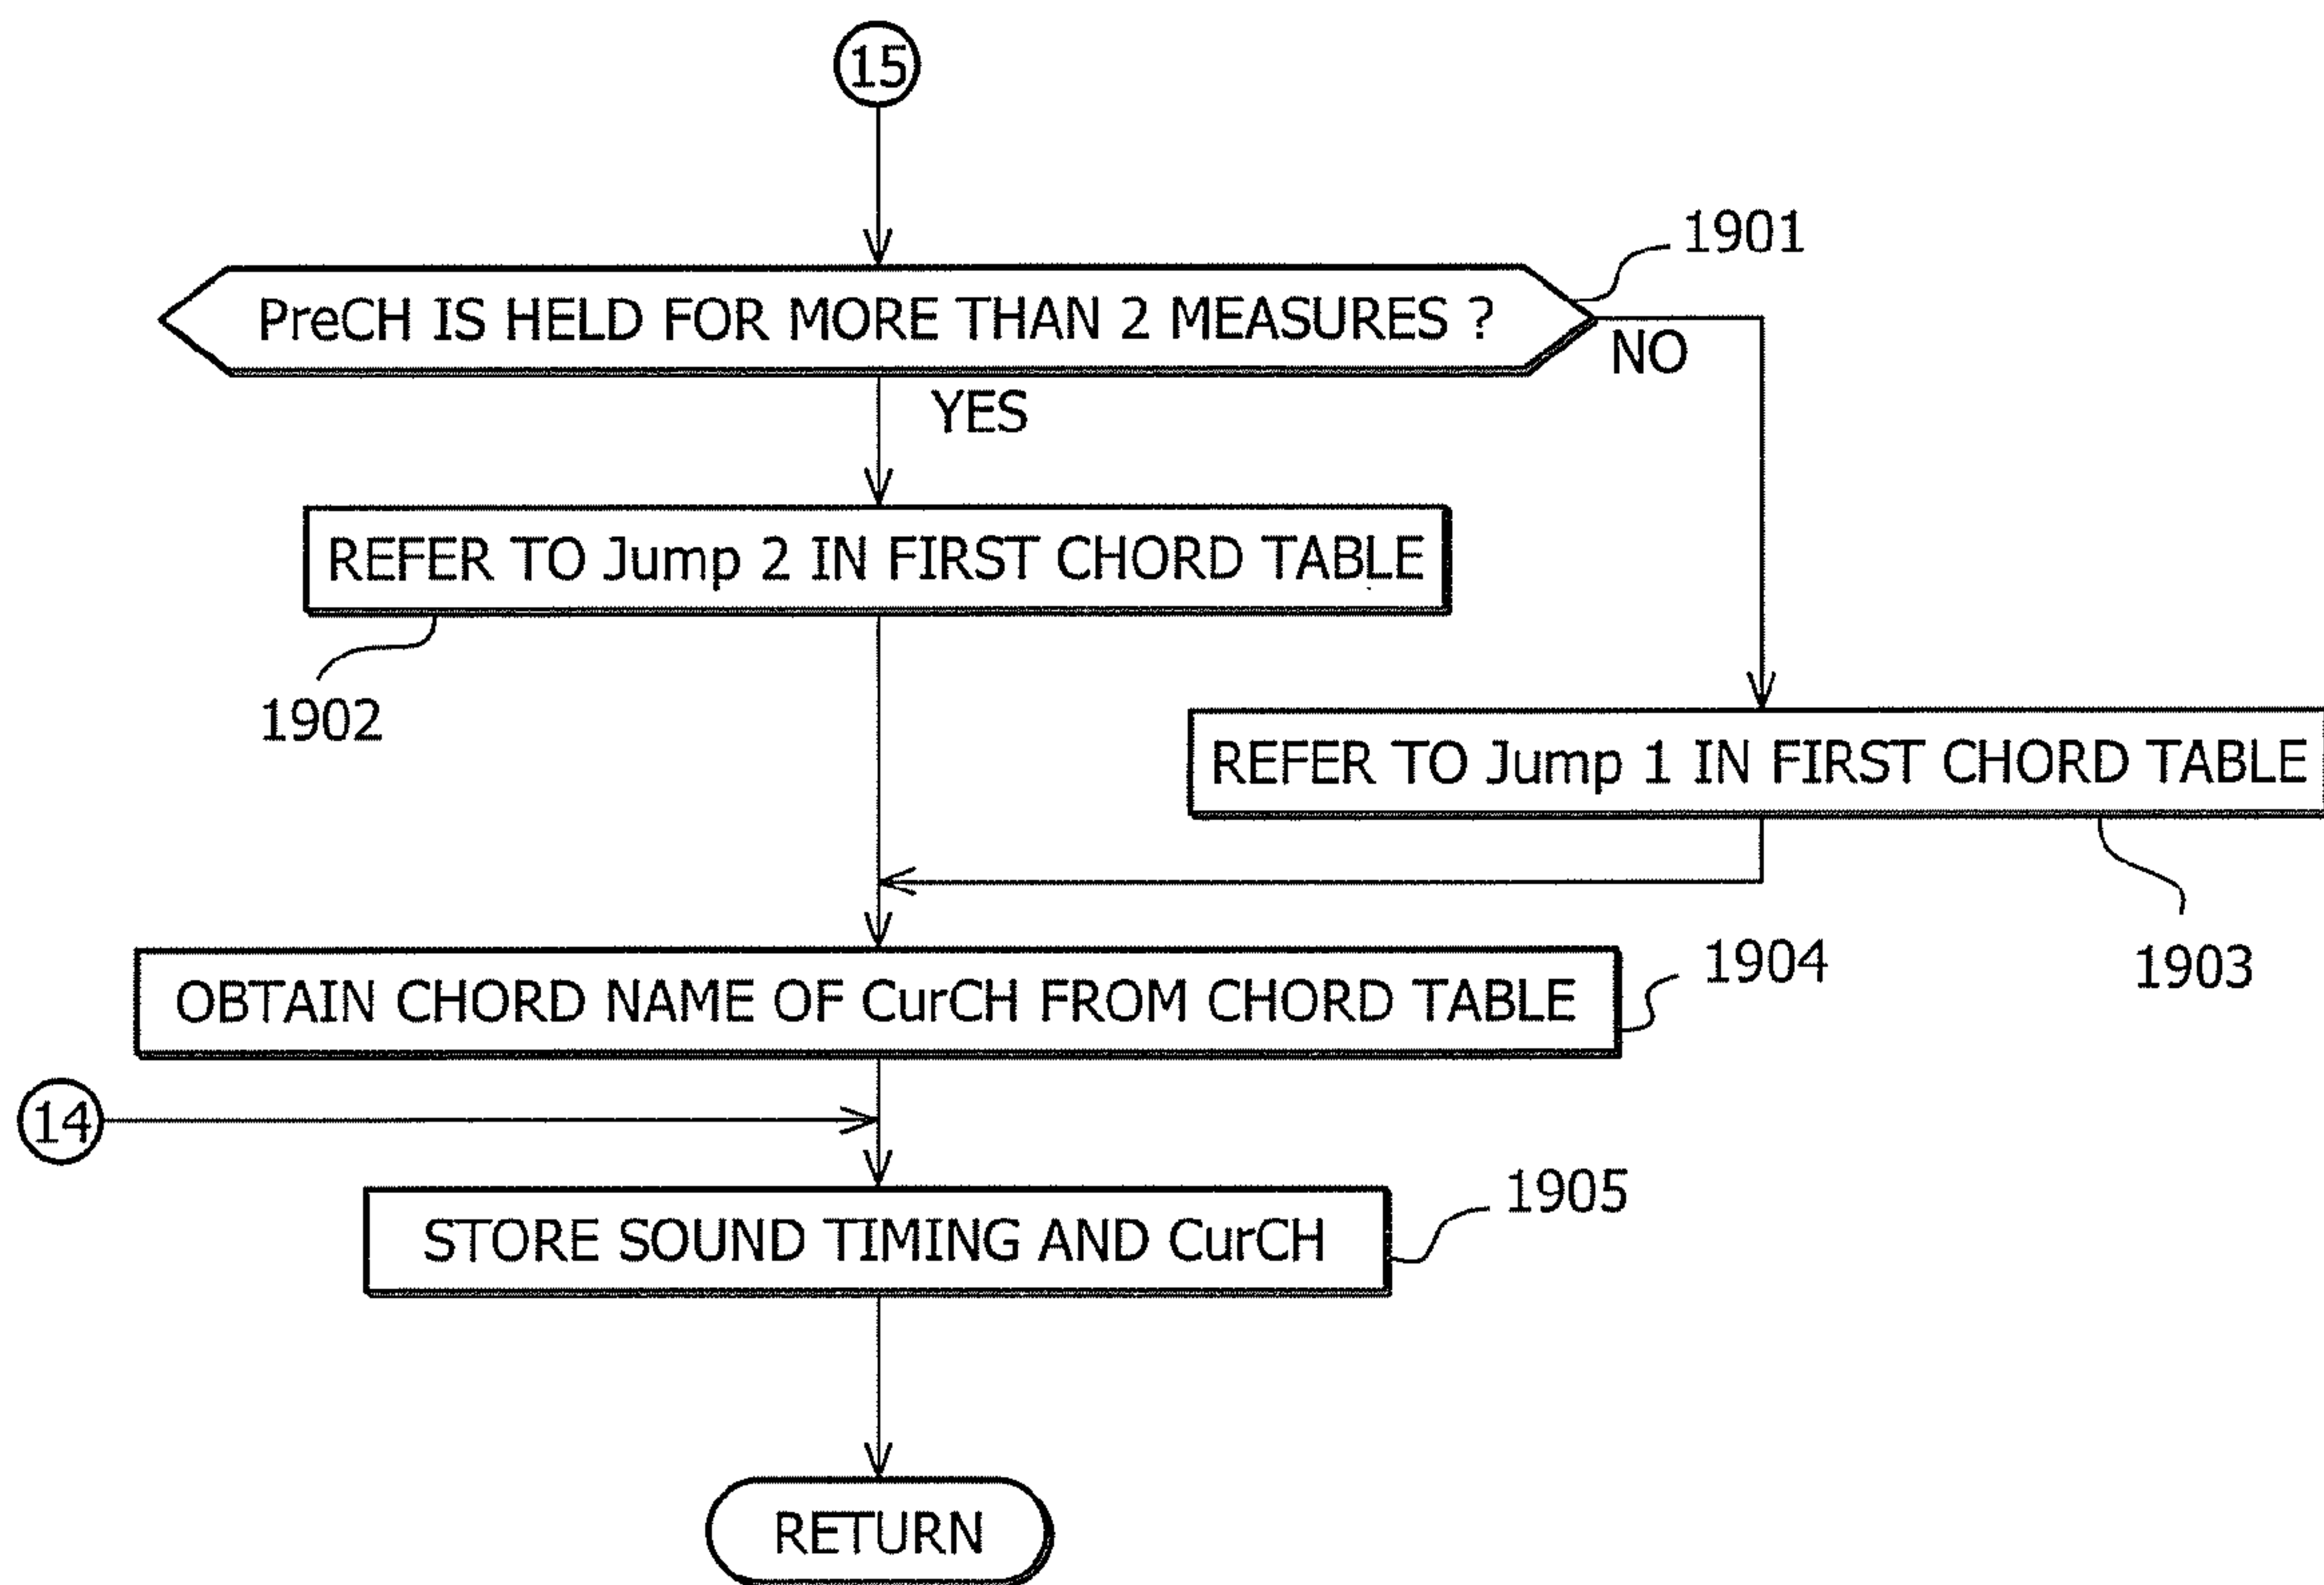 15
1901
PreCH IS HELD FOR MORE THAN 2 MEASURES ?
NO
YES
REFER TO Jump 2 IN FIRST CHORD TABLE
1902
REFER TO Jump 1 IN FIRST CHORD TABLE
1903
1904
OBTAIN CHORD NAME OF CurCH FROM CHORD TABLE
14
1905
STORE SOUND TIMING AND CurCH
RETURN